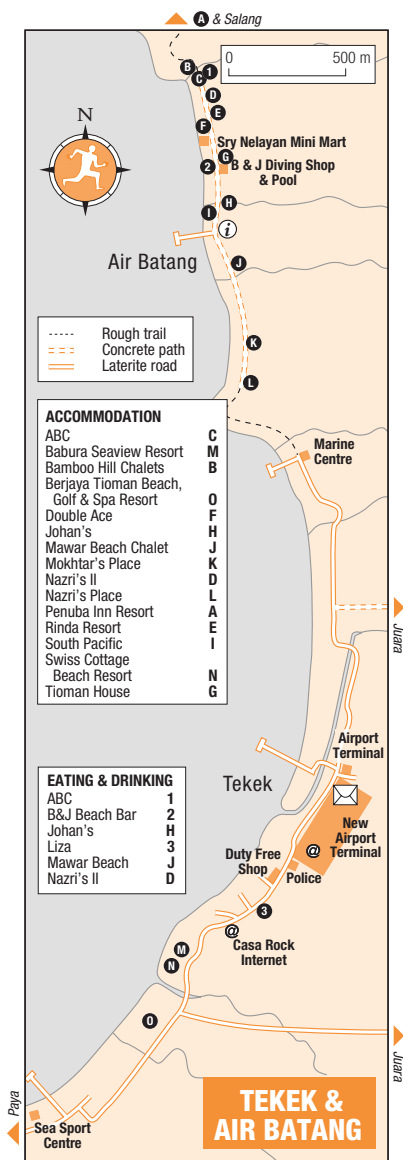 A & Salang
0 500 m
B
1
C
D
E
N
F
Sry Nelayan Mini Mart
G
2
B & J Diving Shop
& Pool
H
I
i
Air Batang
J
Rough trail
Concrete path
Laterite road
K
L
ACCOMMODATION
ABC C
Babura Seaview Resort M
Bamboo Hill Chalets B
Berjaya Tioman Beach,
Golf & Spa Resort O
Double Ace F
Johan's H
Mawar Beach Chalet J
Mokhtar's Place K
Nazri's II D
Nazri's Place L
Penuba Inn Resort A
Rinda Resort E
South Pacific I
Swiss Cottage
Beach Resort N
Tioman House G
Marine
Centre
Juara
Airport
Terminal
Tekek
EATING & DRINKING
ABC 1
B&J Beach Bar 2
Johan's H
Liza 3
Mawar Beach J
Nazri's II D
New
Airport
Terminal
@
Duty Free
Shop
Police
3
@
Casa Rock
Internet
M
N
O
Juara
Paya
Sea Sport
Centre
TEKEK &
AIR BATANG